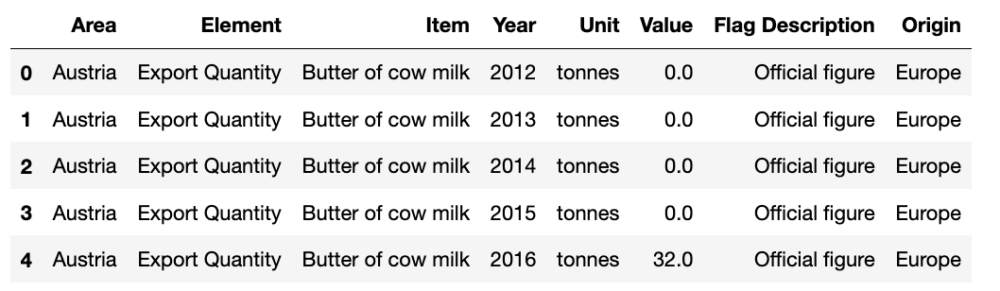 Area Element Item Year Unit Value Flag Description Origin
0 Austria Export Quantity Butter of cow milk 2012 tonnes 0.0 Official figure Europe
1 Austria Export Quantity Butter of cow milk 2013 tonnes 0.0 Official figure Europe
2 Austria Export Quantity Butter of cow milk 2014 tonnes 0.0 Official figure Europe
3 Austria Export Quantity Butter of cow milk 2015 tonnes 0.0 Official figure Europe
4 Austria Export Quantity Butter of cow milk 2016 tonnes 32.0 Official figure Europe